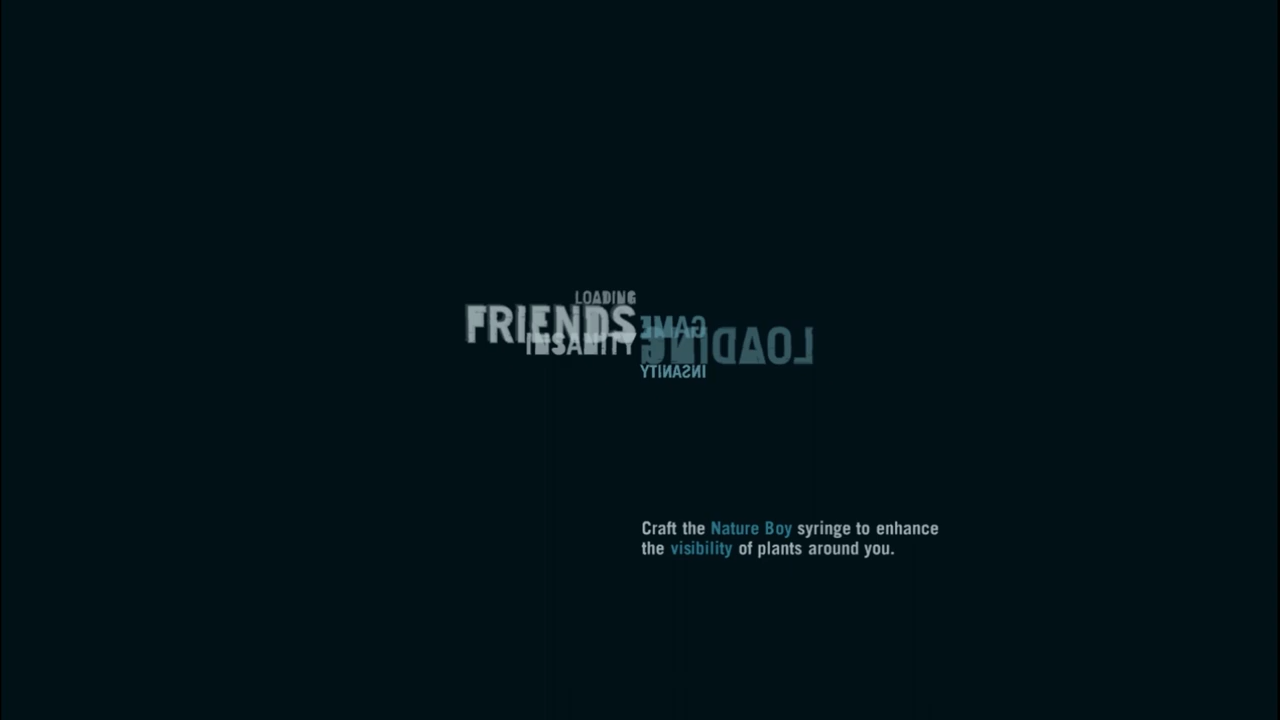 LOADING
FRIENDS
INSANITY
GAME
LOADING
INSANITY
Craft the Nature Boy syringe to enhance
the visibility of plants around you.